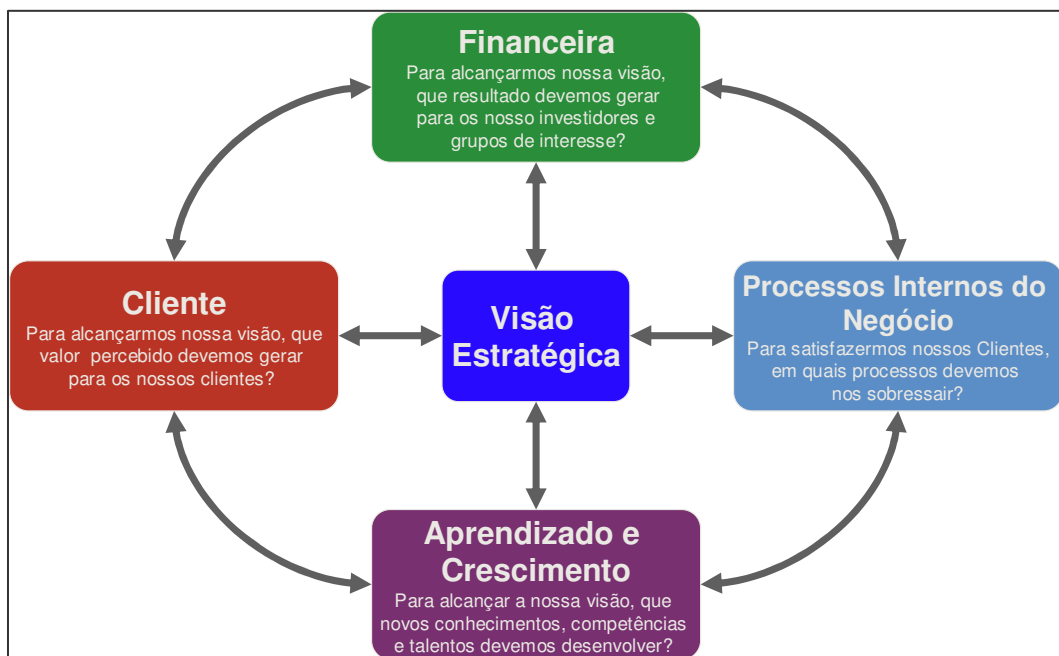 Financeira
Para alcançarmos nossa visão,
que resultado devemos gerar
para os nosso investidores e
grupos de interesse?
Cliente
Para alcançarmos nossa visão, que
valor percebido devemos gerar
para os nossos clientes?
Visão
Estratégica
Processos Internos do
Negócio
Para satisfazermos nossos Clientes,
em quais processos devemos
nos sobressair?
Aprendizado e
Crescimento
Para alcançar a nossa visão, que
novos conhecimentos, competências
e talentos devemos desenvolver?